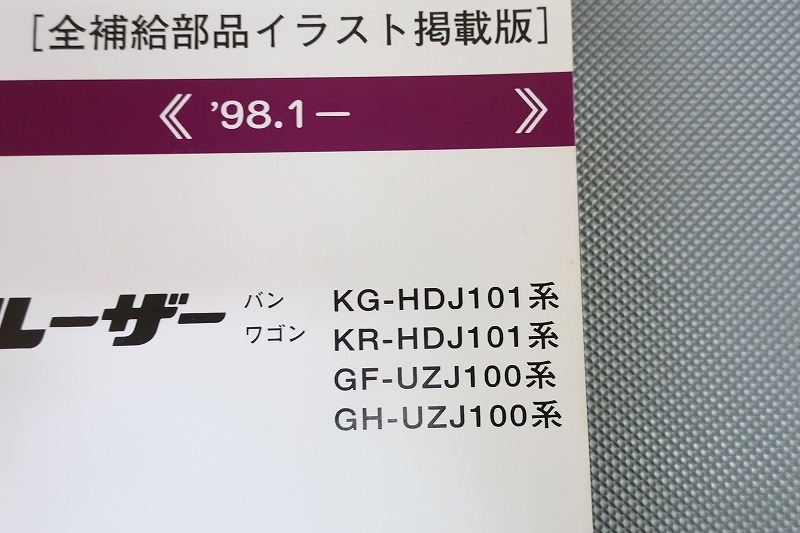 [全補給部品イラスト掲載版]
《 '98.1— 》
ルーザー バン KG-HDJ101系
ワゴン KR-HDJ101系
GF-UZJ100系
GH-UZJ100系